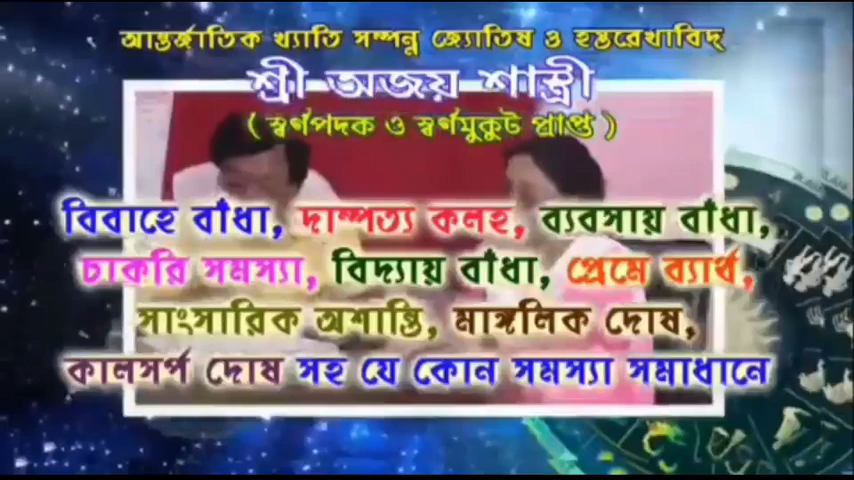 আন্তর্জাতিক খ্যাতি সম্পন্ন জ্যোতিষ ও হস্তরেখাবিদ্
শ্রী অজয় শাস্ত্রী
( স্বর্ণপদক ও স্বর্ণমুকুট প্রাপ্ত )
বিবাহে বাঁধা, দাম্পত্য কলহ, ব্যবসায় বাঁধা,
চাকরি সমস্যা, বিদ্যায় বাঁধা, প্রেমে ব্যার্থ,
সাংসারিক অশান্তি, মাঙ্গলিক দোষ,
কালসর্প দোষ সহ যে কোন সমস্যা সমাধানে